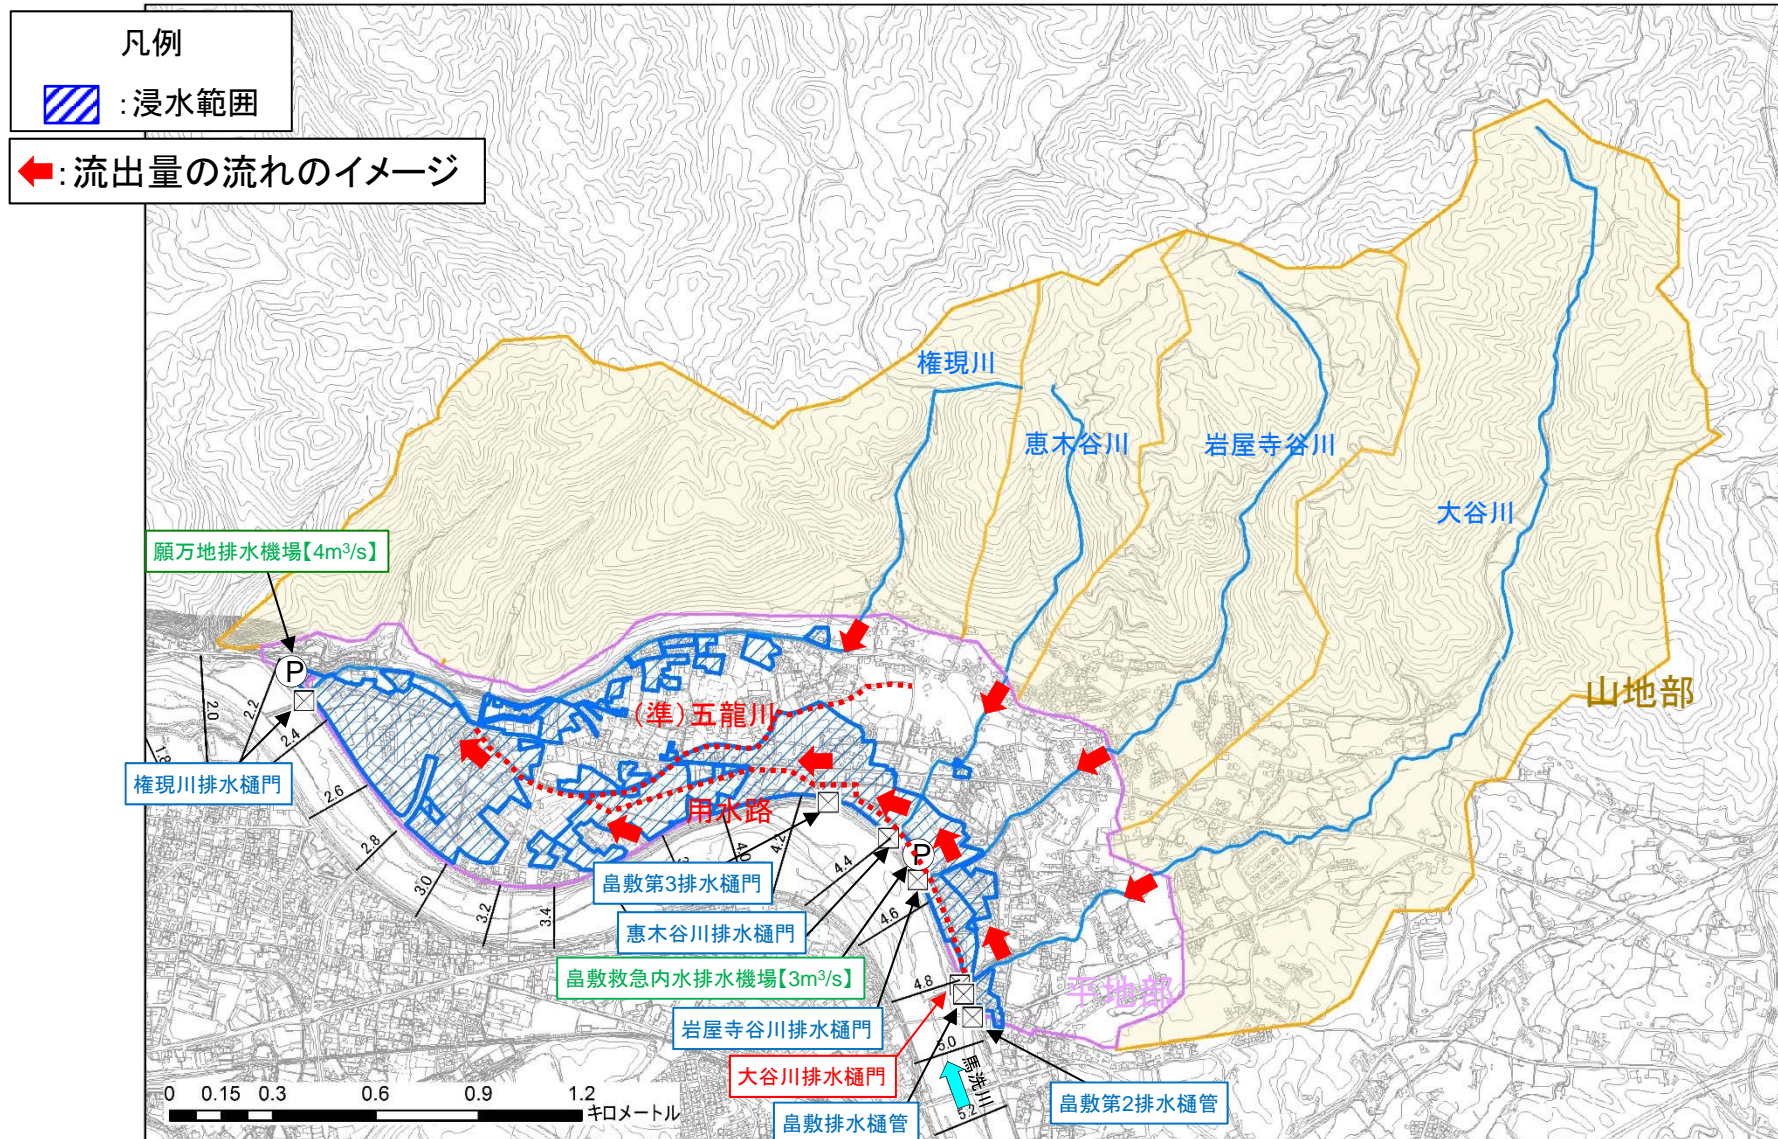 凡例
：浸水範囲
：流出量の流れのイメージ
権現川
恵木谷川
岩屋寺谷川
大谷川
願万地排水機場【4m³/s】
山地部
P
(準)五龍川
2.0
2.2
2.4
1.8
権現川排水樋門
2.6
用水路
2.8
4.0
4.2
4.4
P
3.0
畠敷第3排水樋門
3.2
3.4
4.6
恵木谷川排水樋門
畠敷救急内水排水機場【3m³/s】
4.8
平地部
岩屋寺谷川排水樋門
5.0
大谷川排水樋門
馬洗川
5.2
畠敷第2排水樋管
畠敷排水樋管
0 0.15 0.3 0.6 0.9 1.2
キロメートル